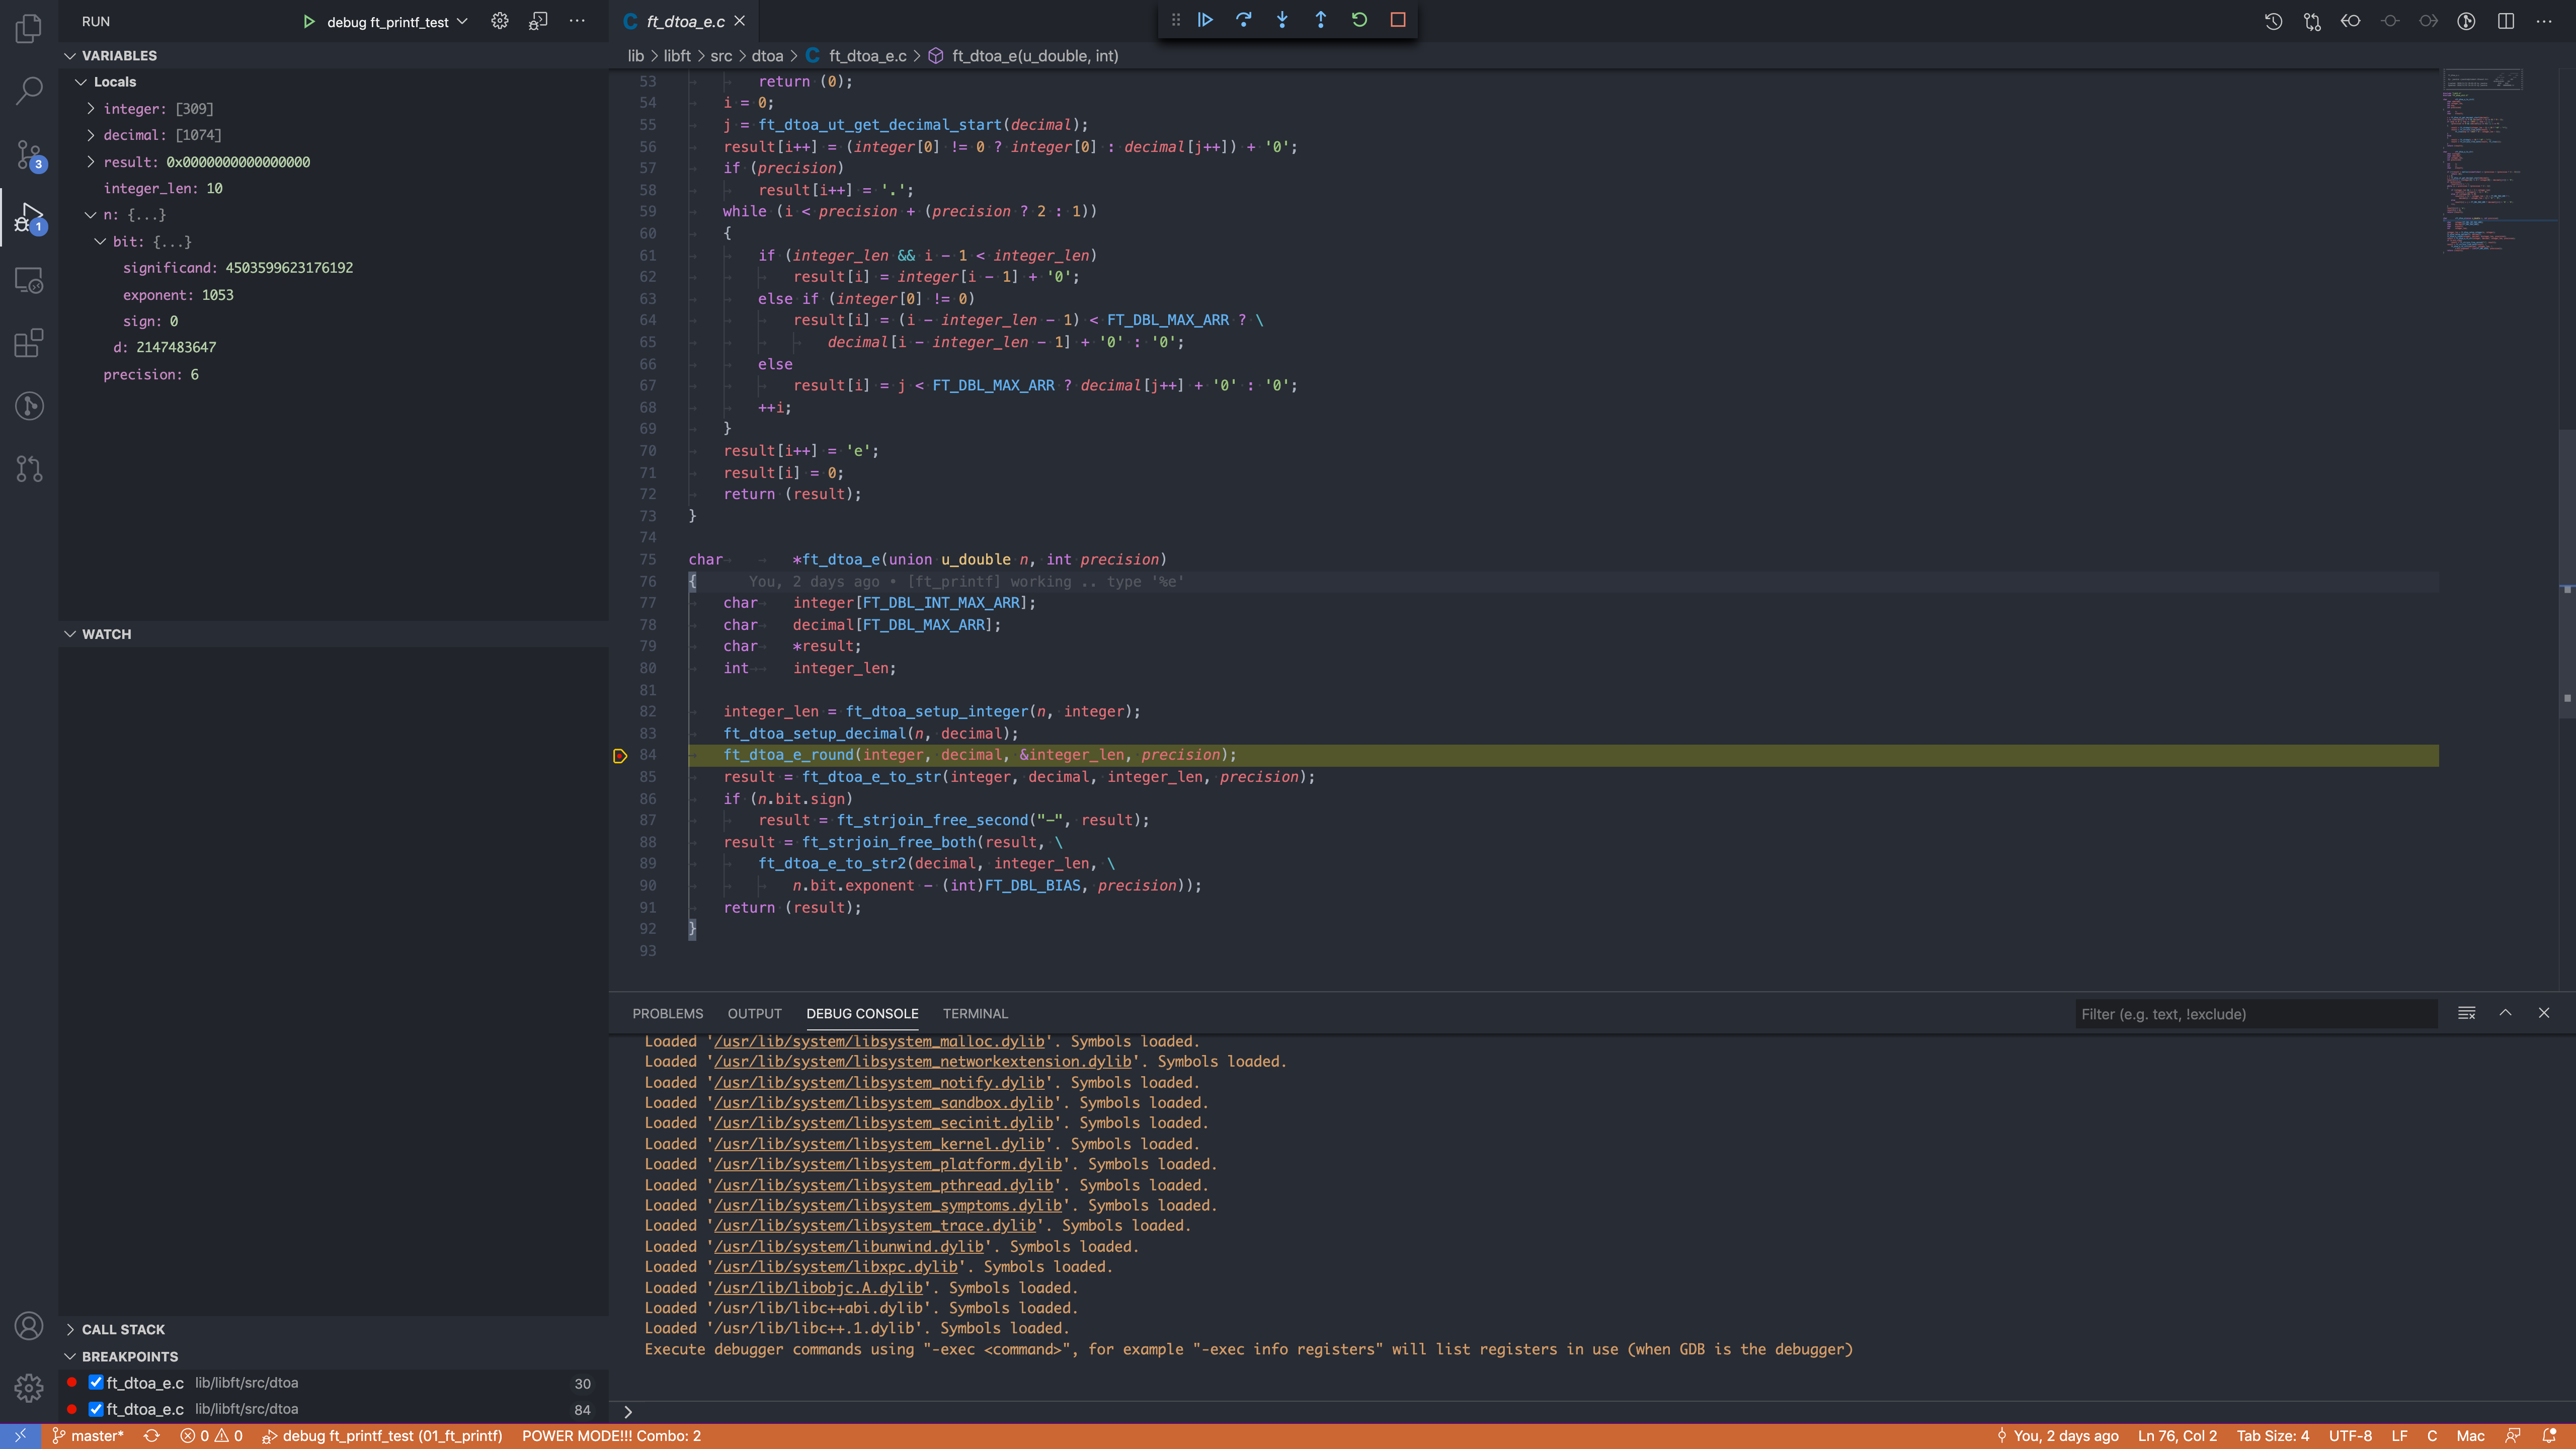 RUN
debug ft_printf_test
VARIABLES
Locals
integer: [309]
decimal: [1074]
result: 0x0000000000000000
integer_len: 10
n: {...}
bit: {...}
significand: 4503599623176192
exponent: 1053
sign: 0
d: 2147483647
precision: 6
WATCH
CALL STACK
BREAKPOINTS
ft_dtoa_e.c lib/libft/src/dtoa 30
ft_dtoa_e.c lib/libft/src/dtoa 84
3
1
C ft_dtoa_e.c
lib > libft > src > dtoa > C ft_dtoa_e.c > ft_dtoa_e(u_double, int)
53 return (0);
54 i = 0;
55 j = ft_dtoa_ut_get_decimal_start(decimal);
56 result[i++] = (integer[0] != 0 ? integer[0] : decimal[j++]) + '0';
57 if (precision)
58 result[i++] = '.';
59 while (i < precision + (precision ? 2 : 1))
60 {
61 if (integer_len && i - 1 < integer_len)
62 result[i] = integer[i - 1] + '0';
63 else if (integer[0] != 0)
64 result[i] = (i - integer_len - 1) < FT_DBL_MAX_ARR ? \
65 decimal[i - integer_len - 1] + '0' : '0';
66 else
67 result[i] = j < FT_DBL_MAX_ARR ? decimal[j++] + '0' : '0';
68 ++i;
69 }
70 result[i++] = 'e';
71 result[i] = 0;
72 return (result);
73 }
74
75 char *ft_dtoa_e(union u_double n, int precision)
76 { You, 2 days ago • [ft_printf] working .. type '%e'
77 char integer[FT_DBL_INT_MAX_ARR];
78 char decimal[FT_DBL_MAX_ARR];
79 char *result;
80 int integer_len;
81
82 integer_len = ft_dtoa_setup_integer(n, integer);
83 ft_dtoa_setup_decimal(n, decimal);
84 ft_dtoa_e_round(integer, decimal, &integer_len, precision);
85 result = ft_dtoa_e_to_str(integer, decimal, integer_len, precision);
86 if (n.bit.sign)
87 result = ft_strjoin_free_second("-", result);
88 result = ft_strjoin_free_both(result, \
89 ft_dtoa_e_to_str2(decimal, integer_len, \
90 n.bit.exponent - (int)FT_DBL_BIAS, precision));
91 return (result);
92 }
93
PROBLEMS OUTPUT DEBUG CONSOLE TERMINAL
Filter (e.g. text, !exclude)
Loaded '/usr/lib/system/libsystem_malloc.dylib'. Symbols loaded.
Loaded '/usr/lib/system/libsystem_networkextension.dylib'. Symbols loaded.
Loaded '/usr/lib/system/libsystem_notify.dylib'. Symbols loaded.
Loaded '/usr/lib/system/libsystem_sandbox.dylib'. Symbols loaded.
Loaded '/usr/lib/system/libsystem_secinit.dylib'. Symbols loaded.
Loaded '/usr/lib/system/libsystem_kernel.dylib'. Symbols loaded.
Loaded '/usr/lib/system/libsystem_platform.dylib'. Symbols loaded.
Loaded '/usr/lib/system/libsystem_pthread.dylib'. Symbols loaded.
Loaded '/usr/lib/system/libsystem_symptoms.dylib'. Symbols loaded.
Loaded '/usr/lib/system/libsystem_trace.dylib'. Symbols loaded.
Loaded '/usr/lib/system/libunwind.dylib'. Symbols loaded.
Loaded '/usr/lib/system/libxpc.dylib'. Symbols loaded.
Loaded '/usr/lib/libobjc.A.dylib'. Symbols loaded.
Loaded '/usr/lib/libc++abi.dylib'. Symbols loaded.
Loaded '/usr/lib/libc++.1.dylib'. Symbols loaded.
Execute debugger commands using "-exec <command>", for example "-exec info registers" will list registers in use (when GDB is the debugger)
master* 0 0 debug ft_printf_test (01_ft_printf) POWER MODE!!! Combo: 2 You, 2 days ago Ln 76, Col 2 Tab Size: 4 UTF-8 LF C Mac